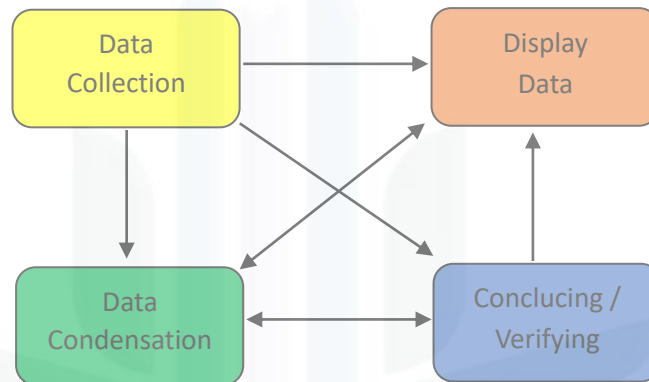 Data
Collection
Display
Data
Data
Condensation
Conclucing /
Verifying